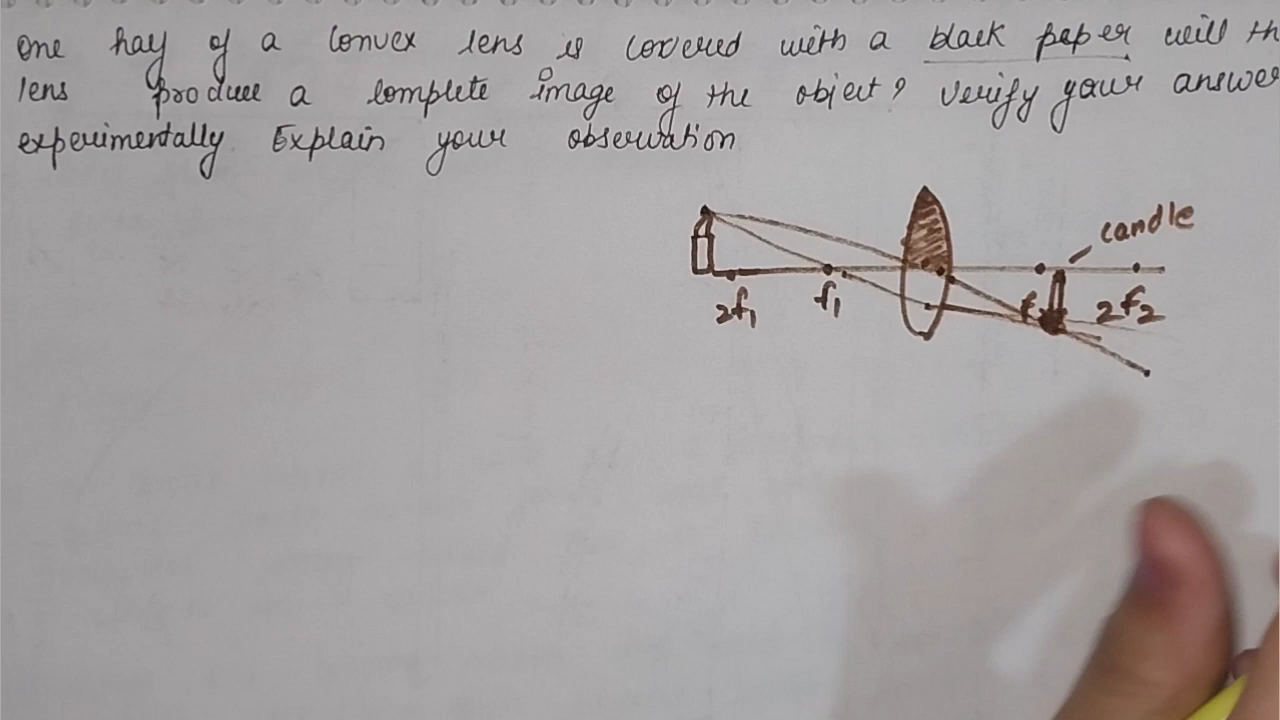 one half of a convex lens is covered with a black paper will th
lens produce a complete image of the object? verify your answer
experimentally. Explain your observation
candle
2f₁
f₁
2f₂